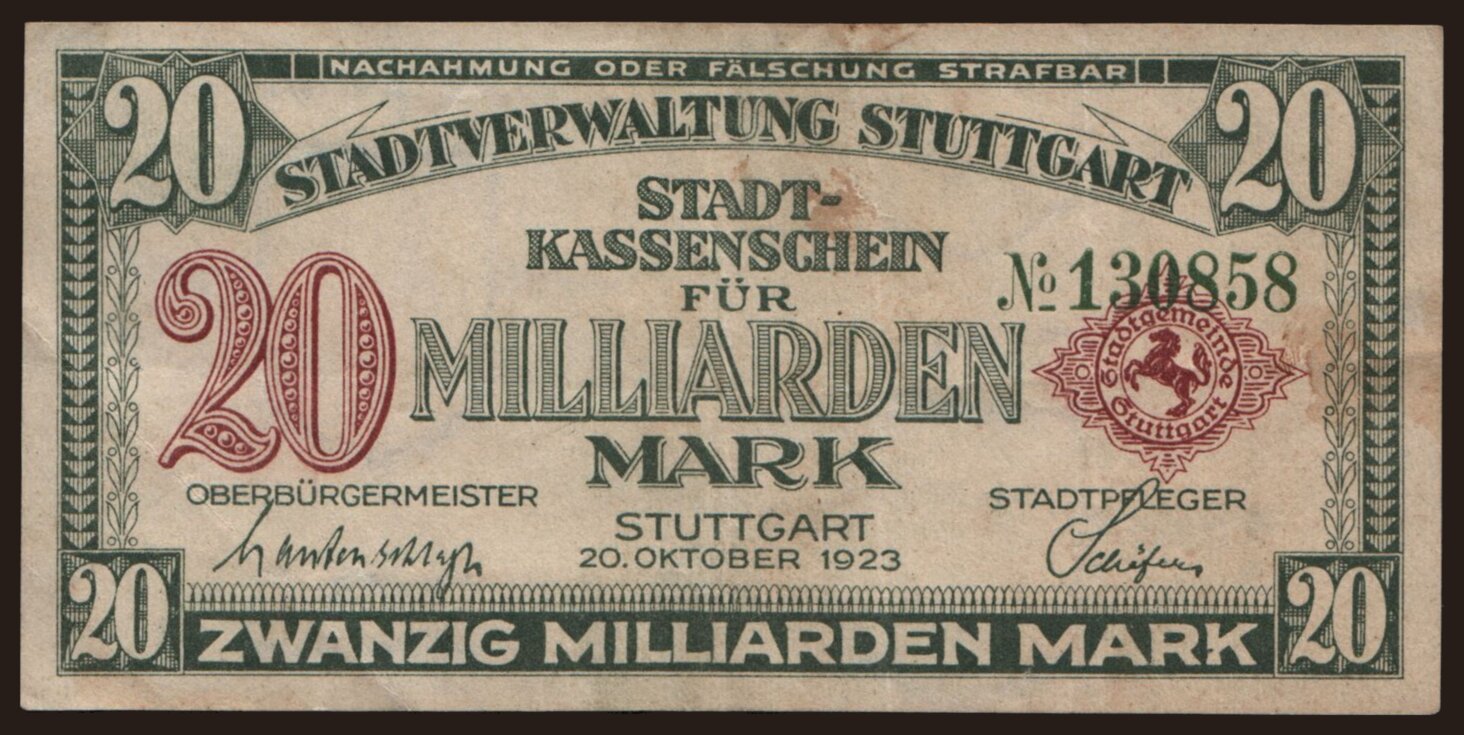 NACHAHMUNG ODER FÄLSCHUNG STRAFBAR
20 20
STADTVERWALTUNG STUTTGART
STADT-
KASSENSCHEIN
FÜR
№ 130858
20 MILLIARDEN
MARK
Stadtgemeinde
Stuttgart
OBERBÜRGERMEISTER
STADTPFLEGER
Lautenschlager
STUTTGART
20. OKTOBER 1923
20 ZWANZIG MILLIARDEN MARK 20